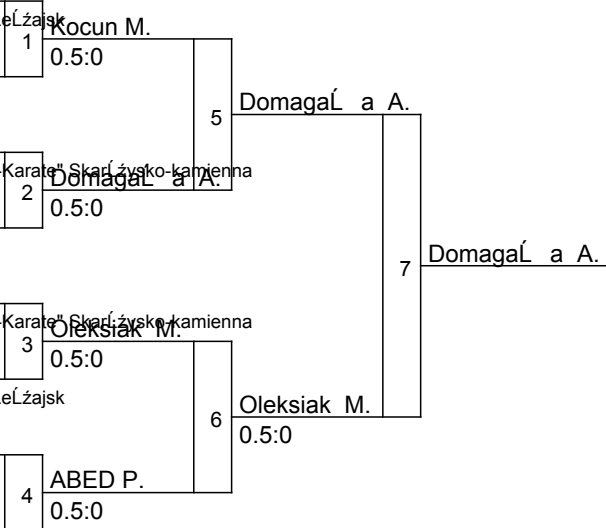 eĹźajsk
1
Kocun M.
0.5:0
5
DomagaĹ a A.
Karate" SkarĹźysko-kamienna
2
DomagaĹ a A.
0.5:0
7
DomagaĹ a A.
Karate" SkarĹźysko-kamienna
3
Oleksiak M.
0.5:0
eĹźajsk
6
Oleksiak M.
0.5:0
4
ABED P.
0.5:0